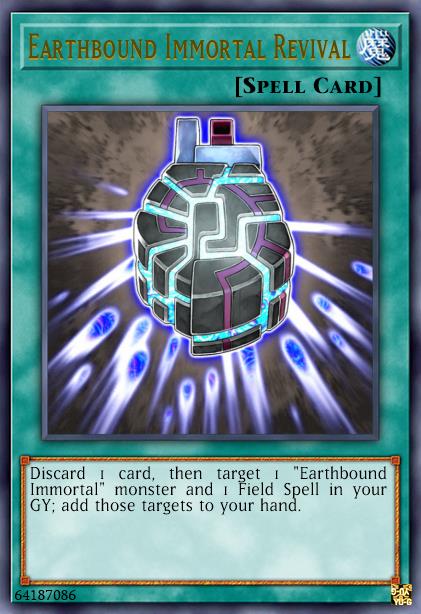 Earthbound Immortal Revival 魔
[Spell Card]
Discard 1 card, then target 1 "Earthbound
Immortal" monster and 1 Field Spell in your
GY; add those targets to your hand.
64187086